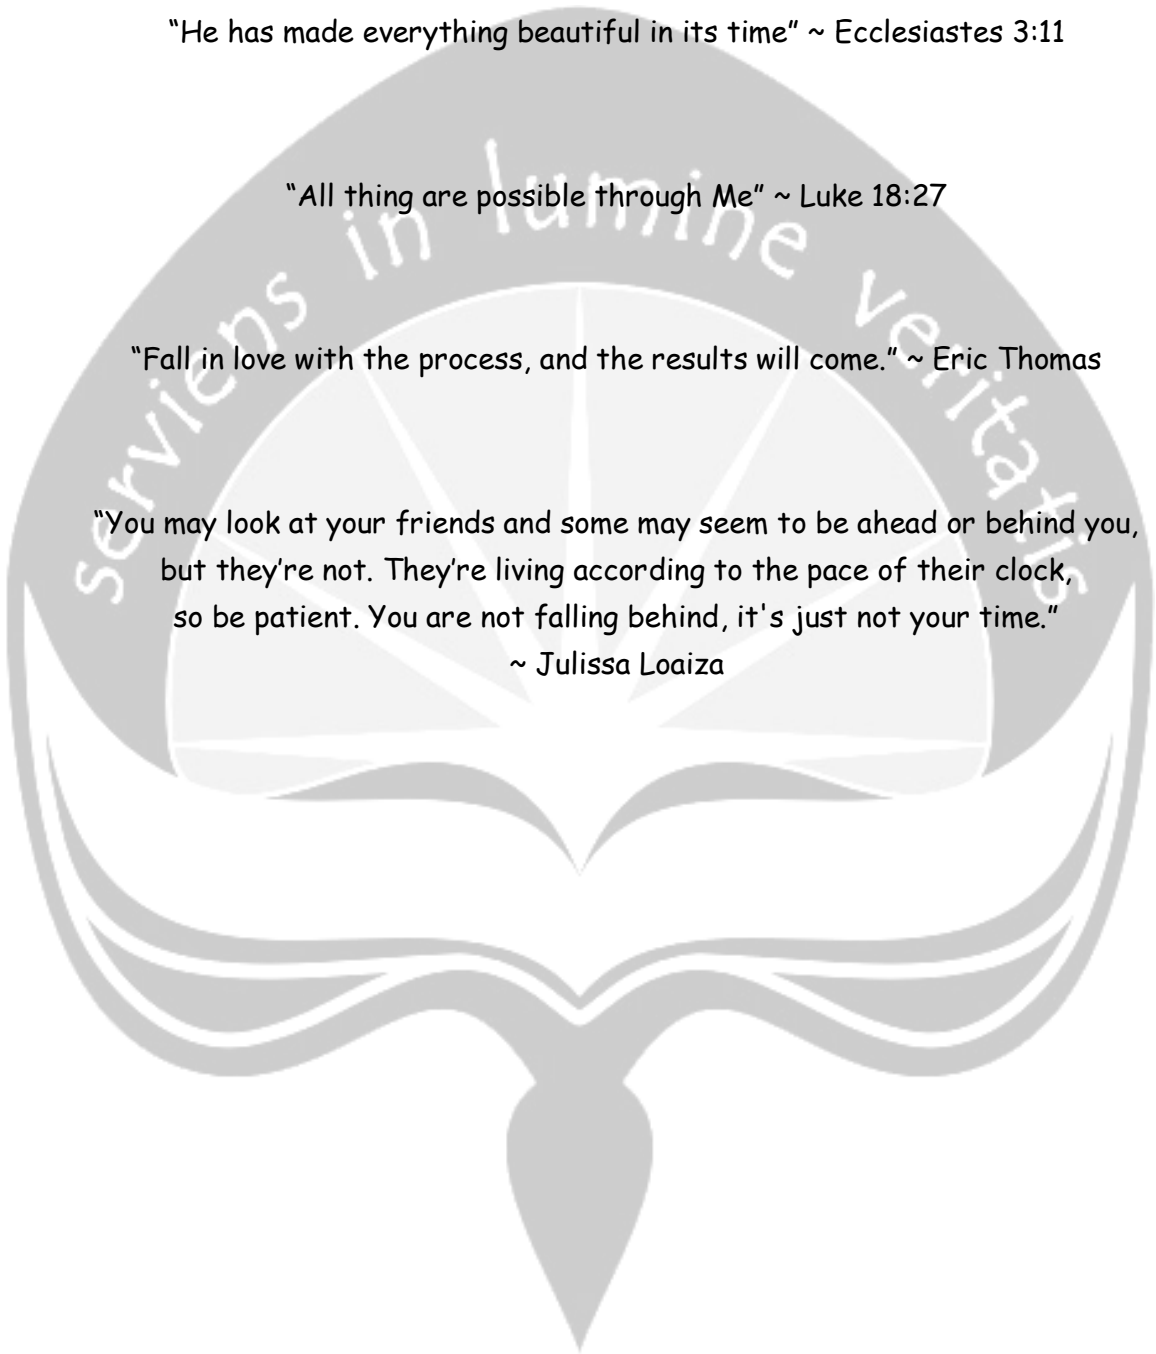 “He has made everything beautiful in its time” ~ Ecclesiastes 3:11
“All thing are possible through Me” ~ Luke 18:27
serviens in lumine veritatis
“Fall in love with the process, and the results will come.” ~ Eric Thomas
“You may look at your friends and some may seem to be ahead or behind you,
but they’re not. They’re living according to the pace of their clock,
so be patient. You are not falling behind, it's just not your time.”
~ Julissa Loaiza